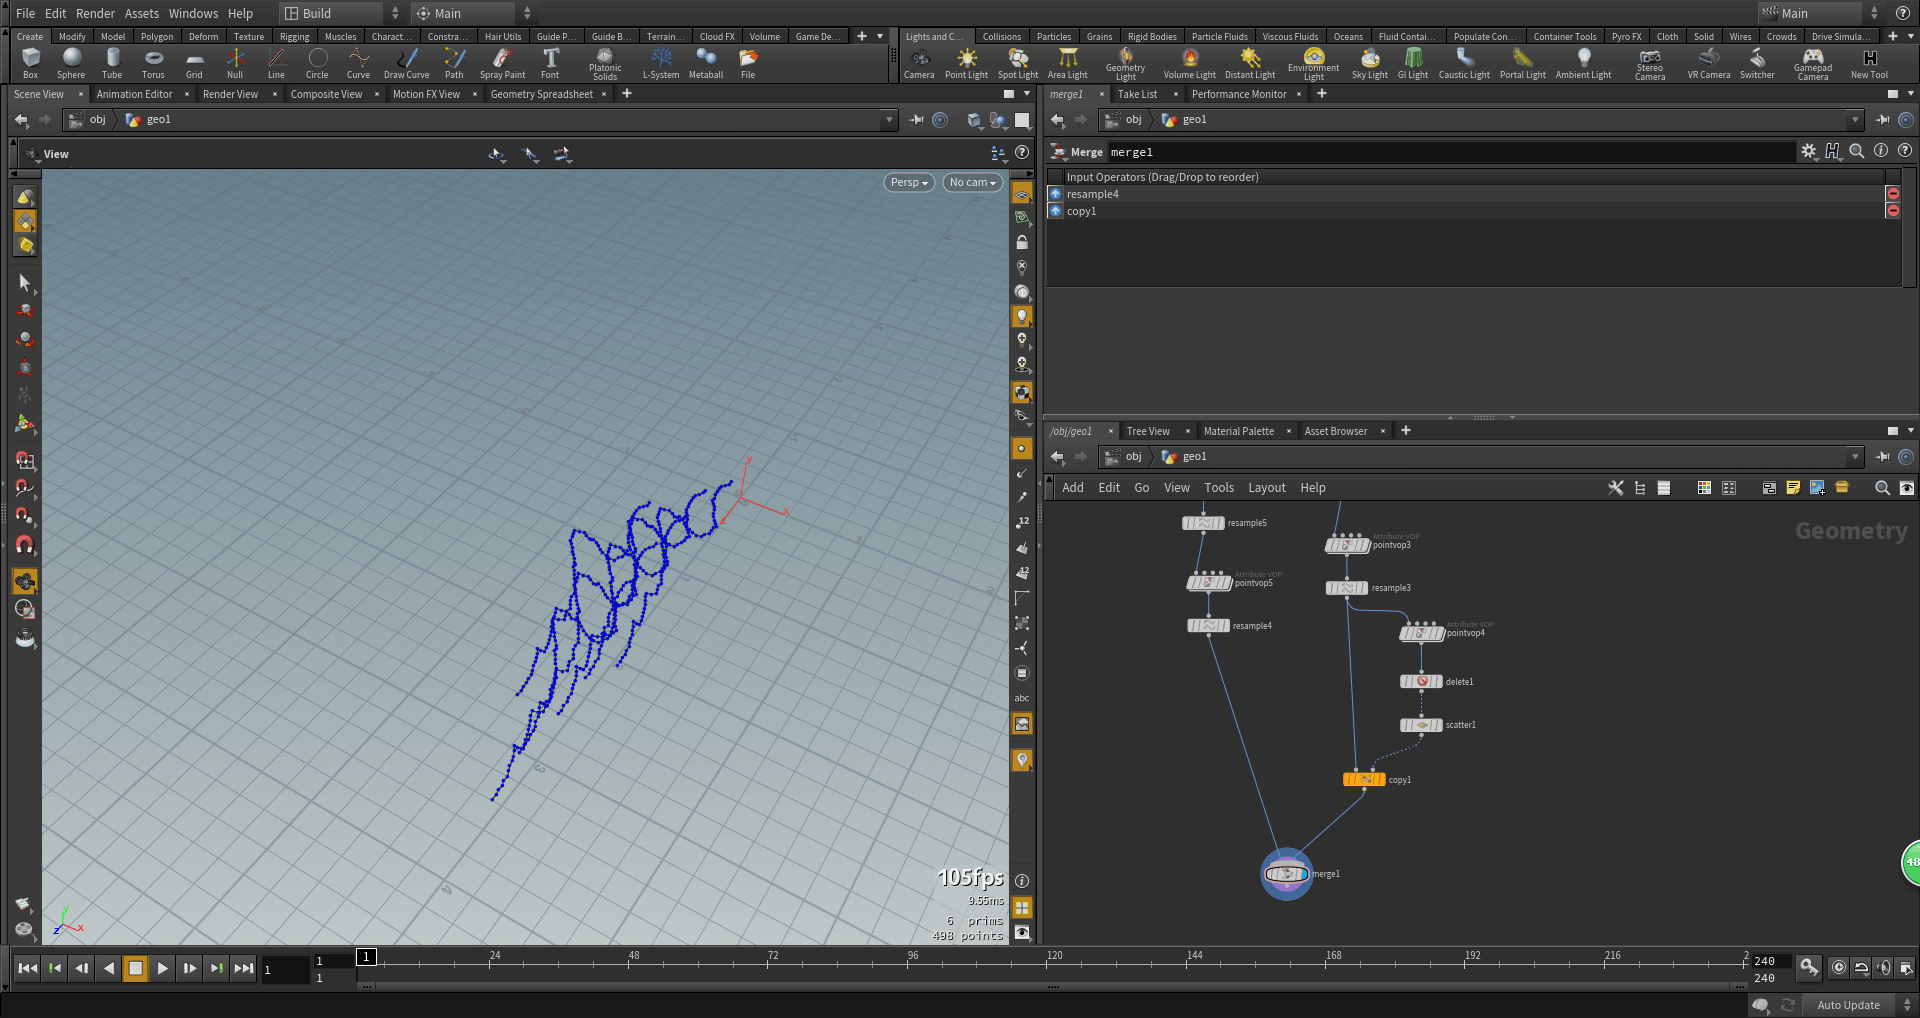 File Edit Render Assets Windows Help Build Main Main
Create Modify Model Polygon Deform Texture Rigging Muscles Charact... Constra... Hair Utils Guide P... Guide B... Terrain... Cloud FX Volume Game De...
Lights and C... Collisions Particles Grains Rigid Bodies Particle Fluids Viscous Fluids Oceans Fluid Contai... Populate Con... Container Tools Pyro FX Cloth Solid Wires Crowds Drive Simula...
Box Sphere Tube Torus Grid Null Line Circle Curve Draw Curve Path Spray Paint Font Platonic Solids L-System Metaball File
Camera Point Light Spot Light Area Light Geometry Light Volume Light Distant Light Environment Light Sky Light GI Light Caustic Light Portal Light Ambient Light Stereo Camera VR Camera Switcher Gamepad Camera New Tool
Scene View Animation Editor Render View Composite View Motion FX View Geometry Spreadsheet
merge1 Take List Performance Monitor
obj geo1
obj geo1
View
Merge merge1
Persp No cam
Input Operators (Drag/Drop to reorder)
resample4
copy1
/obj/geo1 Tree View Material Palette Asset Browser
obj geo1
Add Edit Go View Tools Layout Help
Geometry
resample5
Attribute VOP
pointvop3
Attribute VOP
pointvop5
resample3
resample4
Attribute VOP
pointvop4
delete1
scatter1
copy1
merge1
12
12
abc
y
x
z
3
4
y
x
z
105fps
9.55ms
6 prims
498 points
48
1 1 1 1 24 48 72 96 120 144 168 192 216 2 240
240
Auto Update